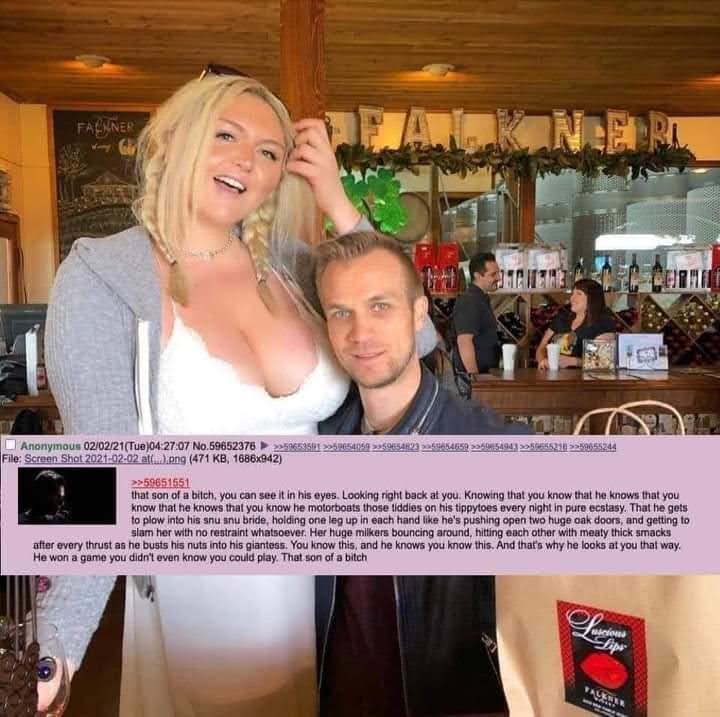 FALKNER
FALKNER
Anonymous 02/02/21(Tue)04:27:07 No.59652376 ▶ >>59653591 >>59654059 >>59654623 >>59654659 >>59654943 >>59655216 >>59655244
File: Screen Shot 2021-02-02 at(...).png (471 KB, 1686x942)
>>59651551
that son of a bitch, you can see it in his eyes. Looking right back at you. Knowing that you know that he knows that you
know that he knows that you know he motorboats those tiddies on his tippytoes every night in pure ecstasy. That he gets
to plow into his snu snu bride, holding one leg up in each hand like he's pushing open two huge oak doors, and getting to
slam her with no restraint whatsoever. Her huge milkers bouncing around, hitting each other with meaty thick smacks
after every thrust as he busts his nuts into his giantess. You know this, and he knows you know this. And that's why he looks at you that way.
He won a game you didn't even know you could play. That son of a bitch
Luscious
Lips
FALKNER
WINERY